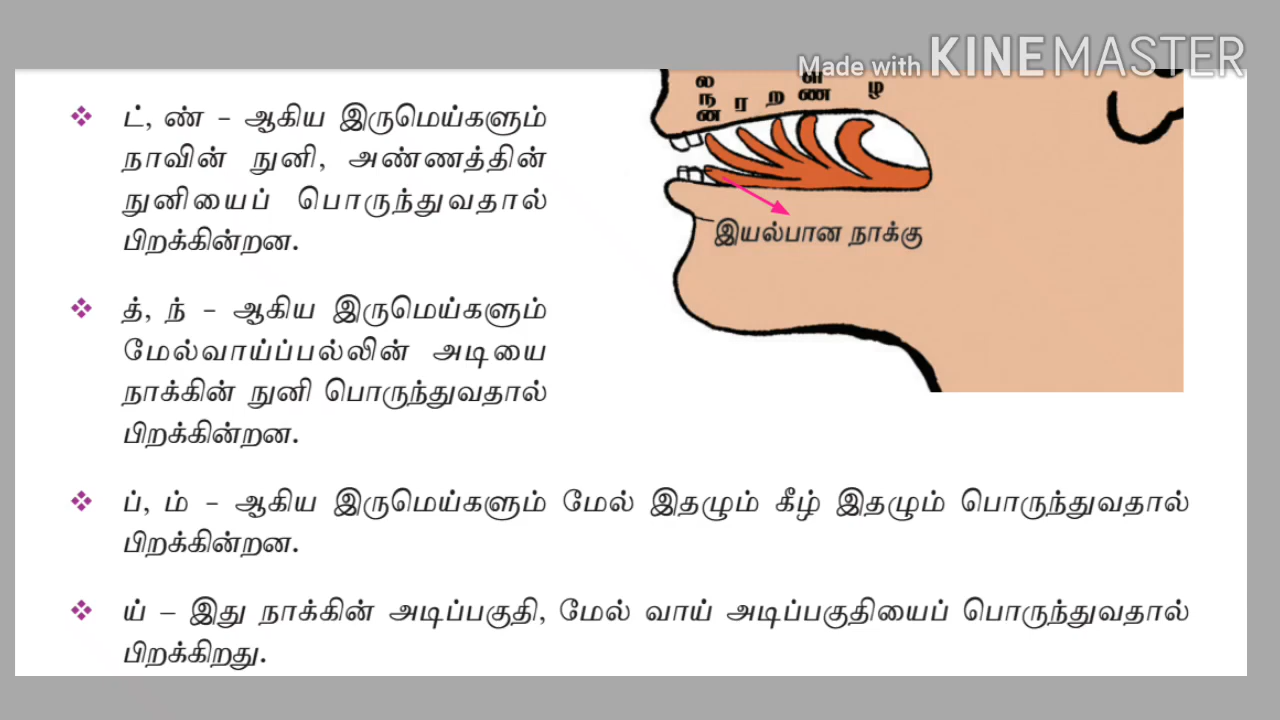 Made with KINEMASTER
ல ள
ந ர ற ண ழ
ன
ட், ண் – ஆகிய இருமெய்களும்
நாவின் நுனி, அண்ணத்தின்
நுனியைப் பொருந்துவதால்
பிறக்கின்றன.
இயல்பான நாக்கு
த், ந் – ஆகிய இருமெய்களும்
மேல்வாய்ப்பல்லின் அடியை
நாக்கின் நுனி பொருந்துவதால்
பிறக்கின்றன.
ப், ம் – ஆகிய இருமெய்களும் மேல் இதழும் கீழ் இதழும் பொருந்துவதால்
பிறக்கின்றன.
ய் – இது நாக்கின் அடிப்பகுதி, மேல் வாய் அடிப்பகுதியைப் பொருந்துவதால்
பிறக்கிறது.